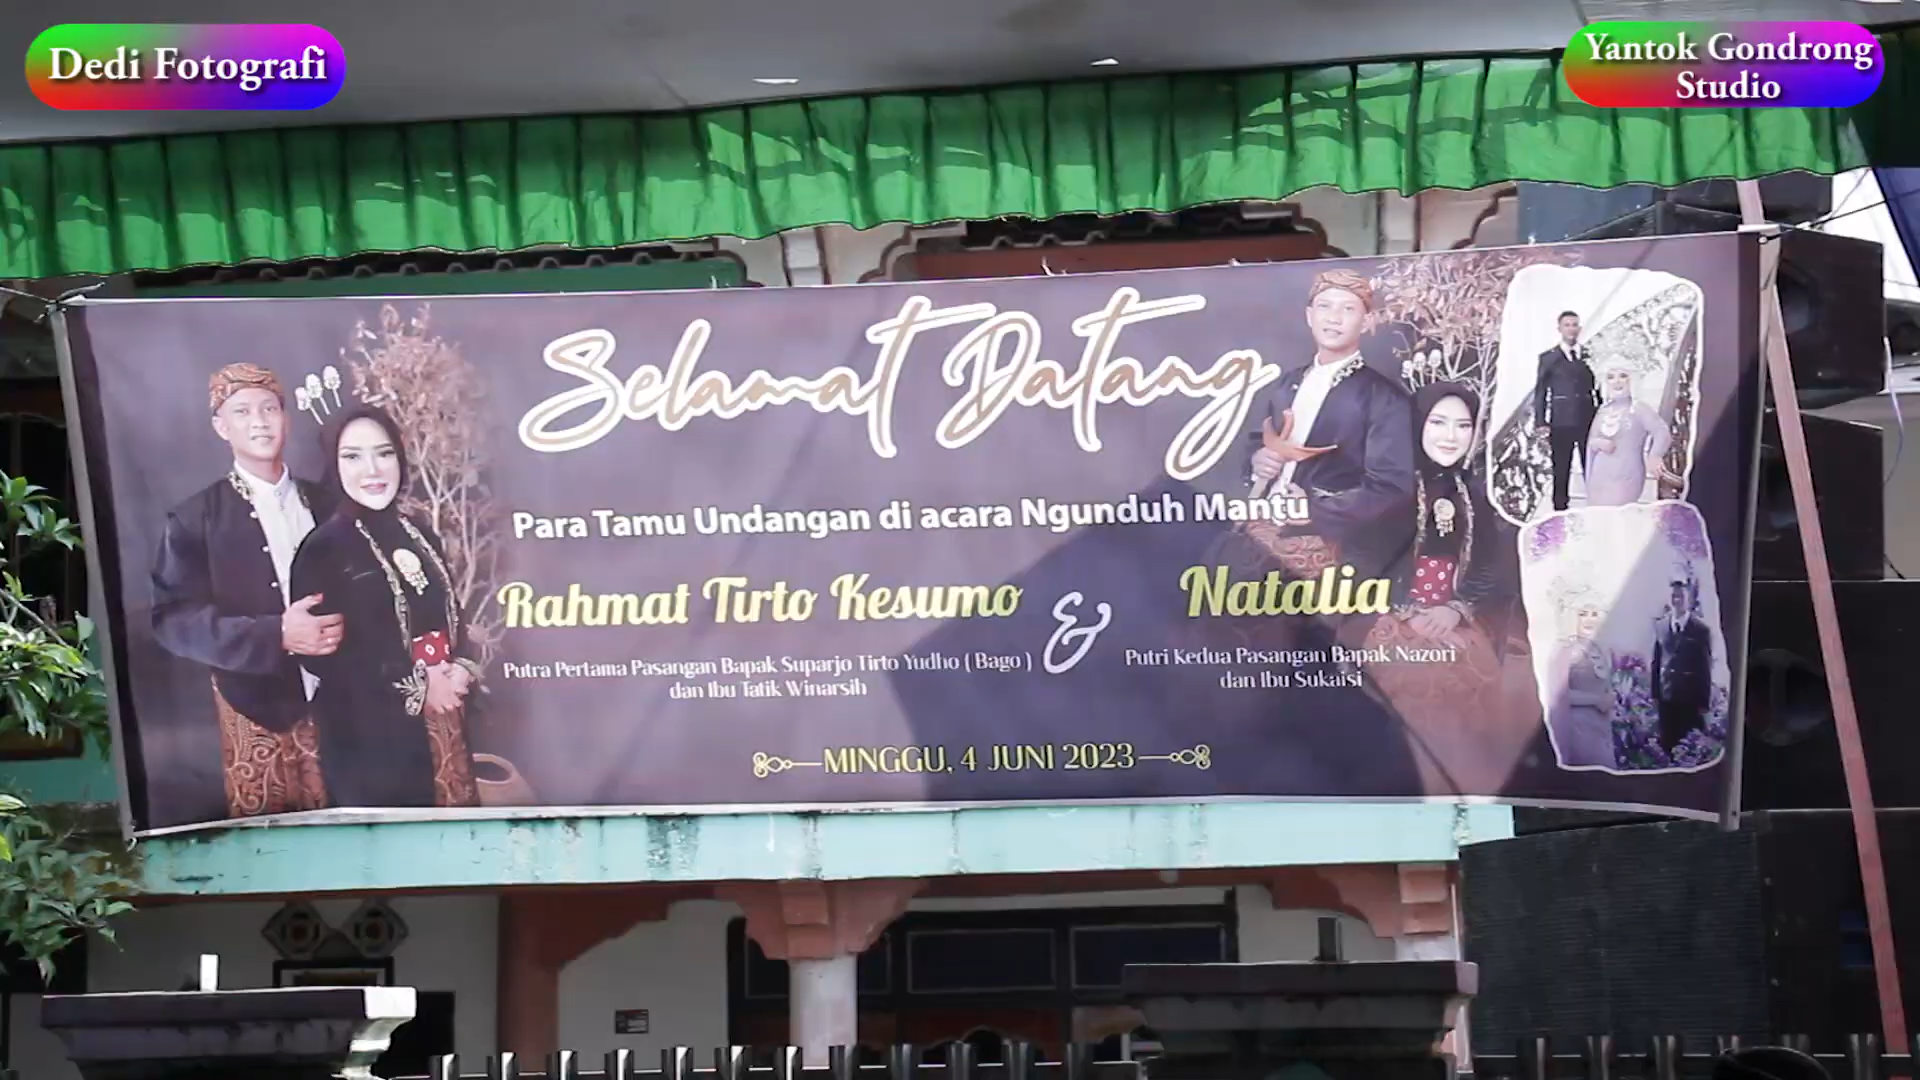 Dedi Fotografi
Yantok Gondrong
Studio
Selamat Datang
Para Tamu Undangan di acara Ngunduh Mantu
Rahmat Tirto Kesumo & Natalia
Putra Pertama Pasangan Bapak Suparjo Tirto Yudho ( Bago )
dan Ibu Tatik Winarsih
Putri Kedua Pasangan Bapak Nazori
dan Ibu Sukaisi
MINGGU, 4 JUNI 2023